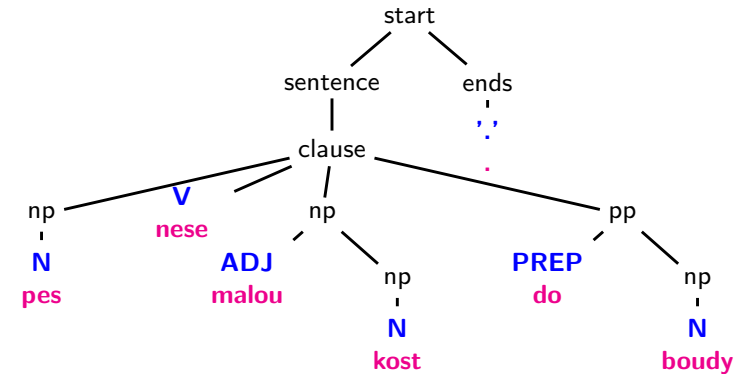 start
sentence ends
'.'
clause .
V
np np pp
nese
N ADJ PREP
np np
pes malou do
N N
kost boudy